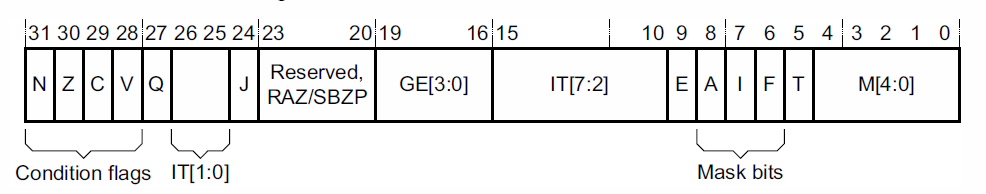 31 30 29 28 27 26 25 24 23 20 19 16 15 10 9 8 7 6 5 4 3 2 1 0
N Z C V Q J Reserved, RAZ/SBZP GE[3:0] IT[7:2] E A I F T M[4:0]
Condition flags IT[1:0] Mask bits